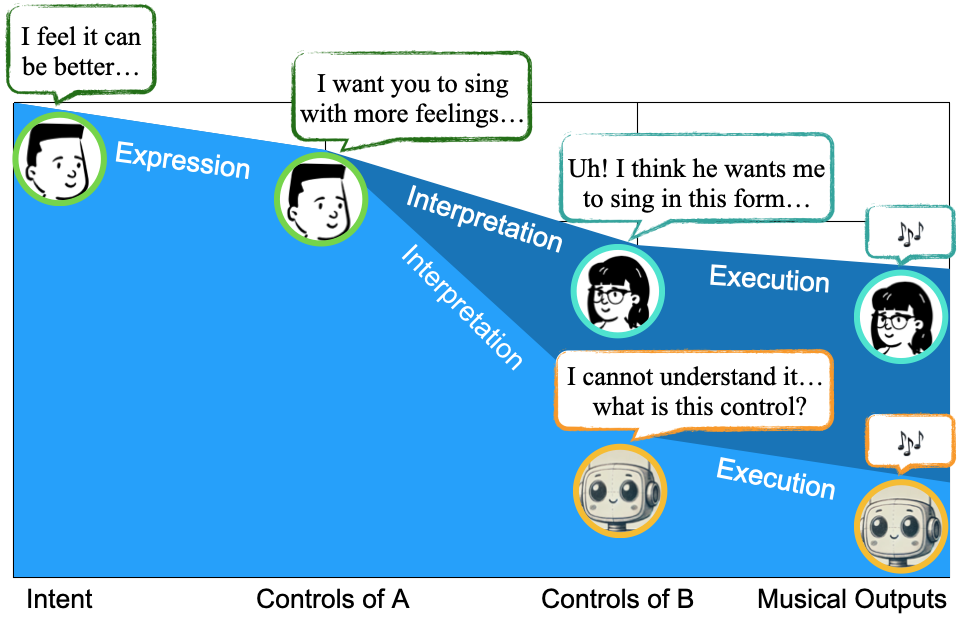 I feel it can
be better…
I want you to sing
with more feelings…
Expression
Uh! I think he wants me
to sing in this form…
Interpretation
Interpretation
Execution
I cannot understand it…
what is this control?
Execution
Intent
Controls of A
Controls of B
Musical Outputs